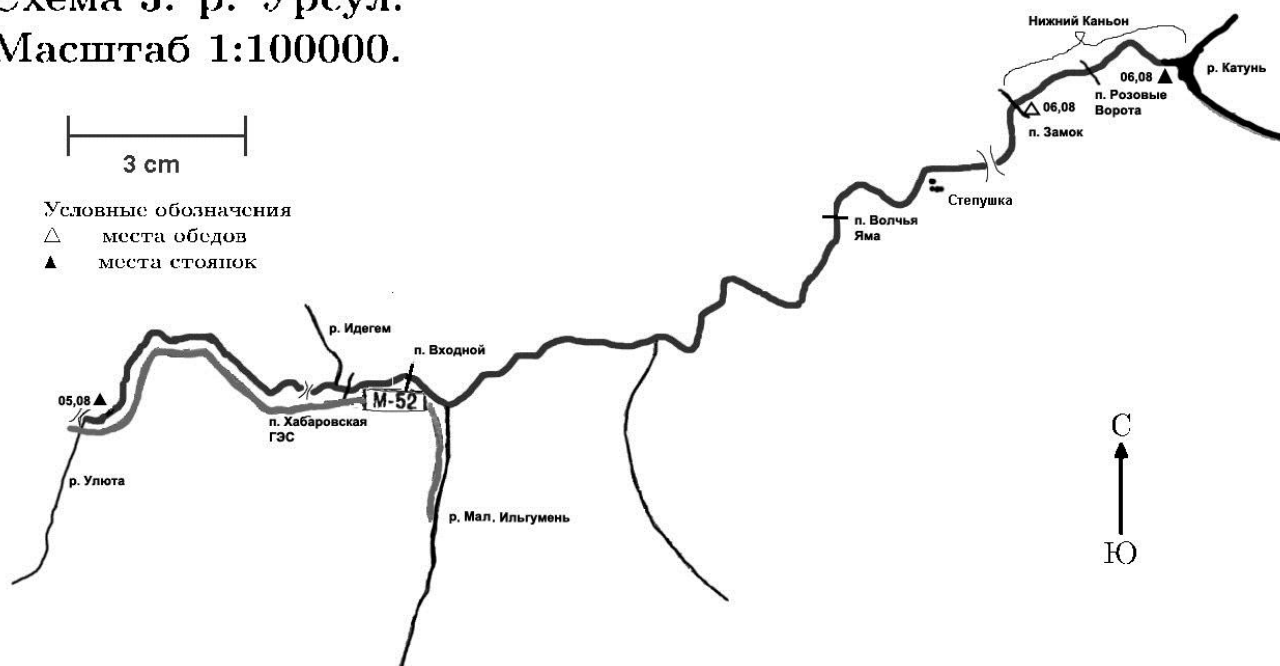 Схема 3. р. Урсул.
Масштаб 1:100000.
3 cm
Условные обозначения
места обедов
места стоянок
Нижний Каньон
р. Катунь
06,08
п. Розовые
Ворота
06,08
п. Замок
Степушка
п. Волчья
Яма
р. Идегем
п. Входной
05,08
М-52
п. Хабаровская
ГЭС
р. Улюта
р. Мал. Ильгумень
С
Ю